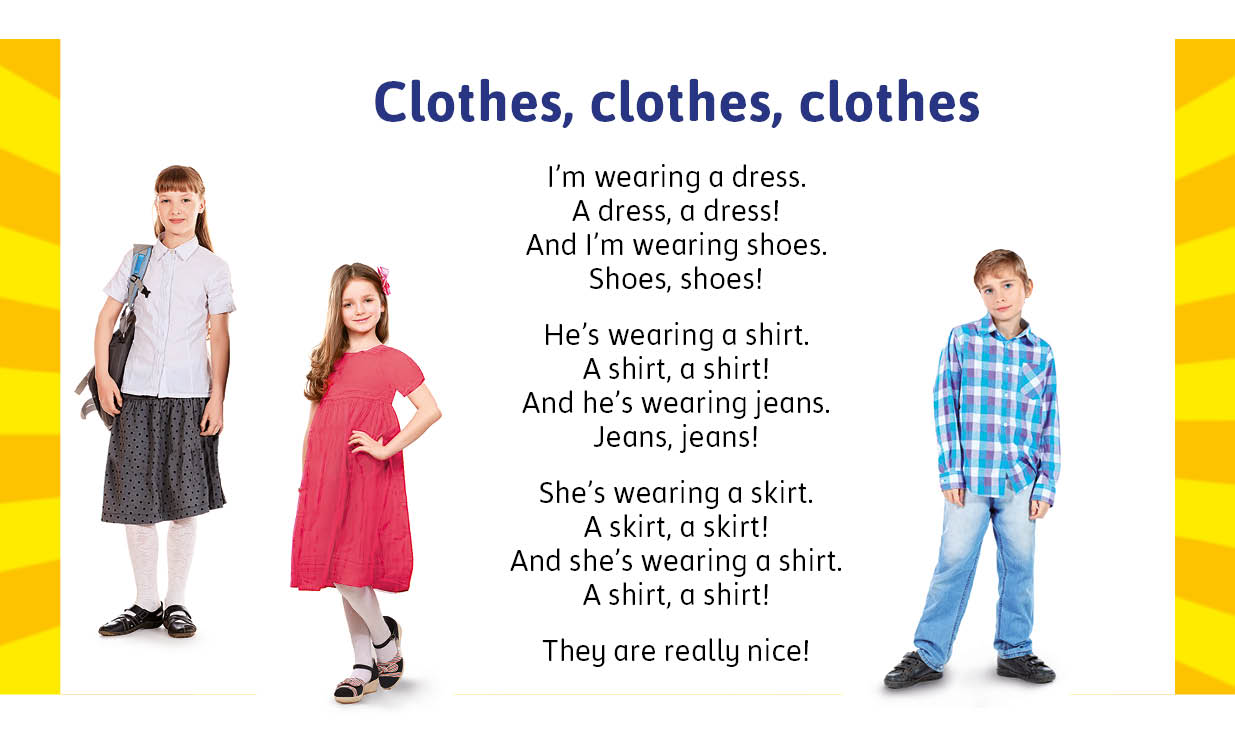 Clothes, clothes, clothes
I’m wearing a dress.
A dress, a dress!
And I’m wearing shoes.
Shoes, shoes!
He’s wearing a shirt.
A shirt, a shirt!
And he’s wearing jeans.
Jeans, jeans!
She’s wearing a skirt.
A skirt, a skirt!
And she’s wearing a shirt.
A shirt, a shirt!
They are really nice!